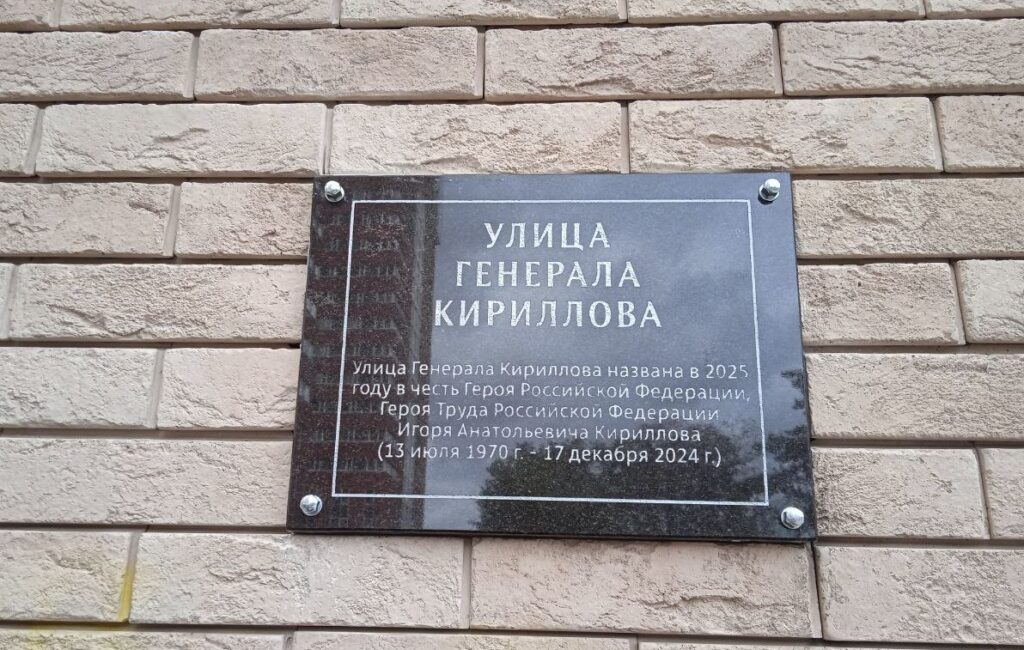 УЛИЦА
ГЕНЕРАЛА
КИРИЛЛОВА
Улица Генерала Кириллова названа в 2025
году в честь Героя Российской Федерации,
Героя Труда Российской Федерации
Игоря Анатольевича Кириллова
(13 июля 1970 г. - 17 декабря 2024 г.)